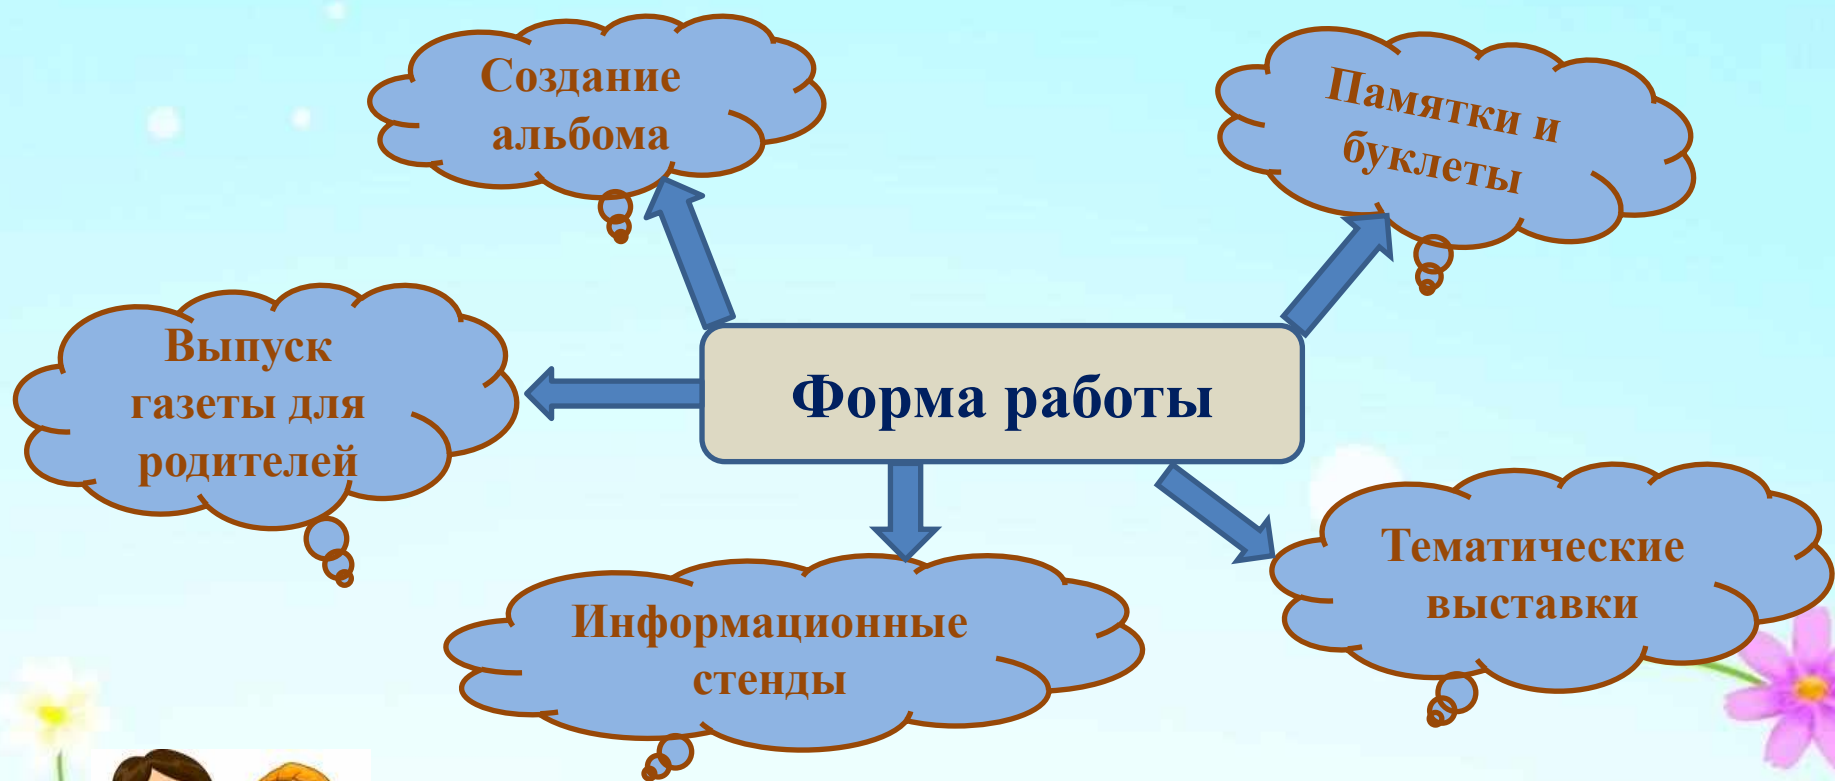 Создание
альбома
Памятки и
буклеты
Выпуск
газеты для
родителей
Форма работы
Информационные
стенды
Тематические
выставки